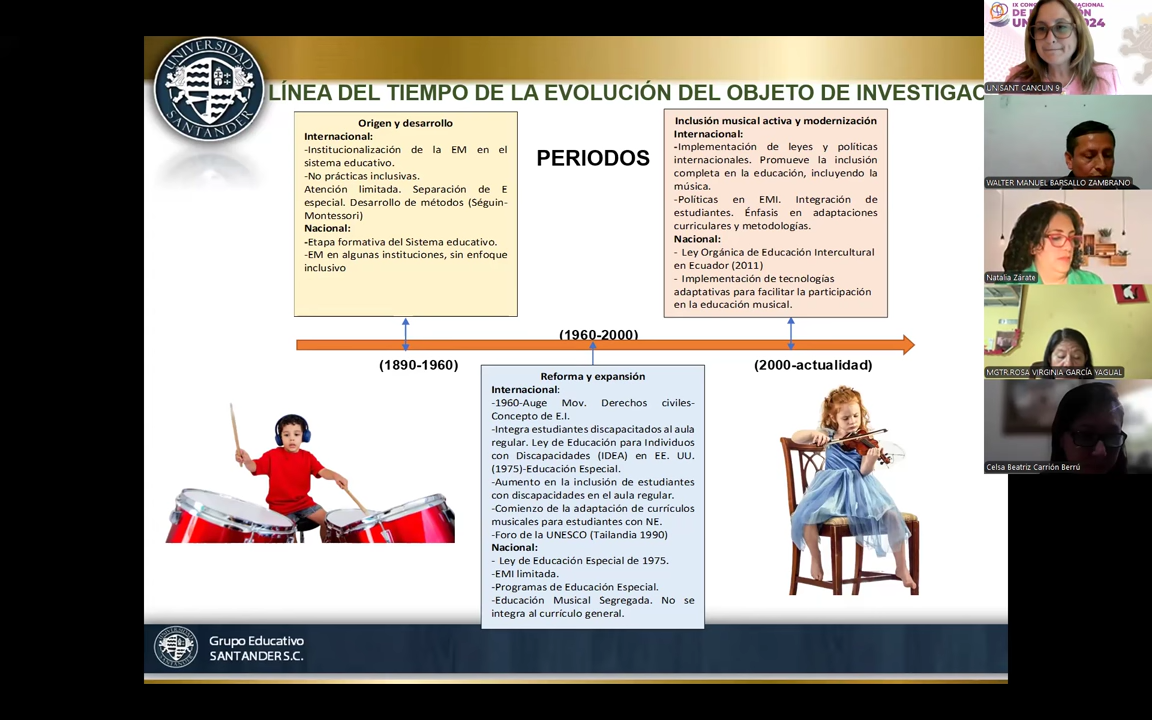 UNIVERSIDAD
SANTANDER
LÍNEA DEL TIEMPO DE LA EVOLUCIÓN DEL OBJETO DE INVESTIGAC
Origen y desarrollo
Internacional:
-Institucionalización de la EM en el
sistema educativo.
-No prácticas inclusivas.
Atención limitada. Separación de E
especial. Desarrollo de métodos (Séguin-
Montessori)
Nacional:
-Etapa formativa del Sistema educativo.
-EM en algunas instituciones, sin enfoque
inclusivo
PERIODOS
Inclusión musical activa y modernización
Internacional:
-Implementación de leyes y políticas
internacionales. Promueve la inclusión
completa en la educación, incluyendo la
música.
-Políticas en EMI. Integración de
estudiantes. Énfasis en adaptaciones
curriculares y metodologías.
Nacional:
- Ley Orgánica de Educación Intercultural
en Ecuador (2011)
- Implementación de tecnologías
adaptativas para facilitar la participación
en la educación musical.
(1960-2000)
(1890-1960)
(2000-actualidad)
Reforma y expansión
Internacional:
-1960-Auge Mov. Derechos civiles-
Concepto de E.I.
-Integra estudiantes discapacitados al aula
regular. Ley de Educación para Individuos
con Discapacidades (IDEA) en EE. UU.
(1975)-Educación Especial.
-Aumento en la inclusión de estudiantes
con discapacidades en el aula regular.
-Comienzo de la adaptación de currículos
musicales para estudiantes con NE.
-Foro de la UNESCO (Tailandia 1990)
Nacional:
- Ley de Educación Especial de 1975.
-EMI limitada.
-Programas de Educación Especial.
-Educación Musical Segregada. No se
integra al currículo general.
Grupo Educativo
SANTANDER S.C.
IX CONG
NACIONAL
DE
ÓN
UN
2024
UNISANT CANCUN 9
WALTER MANUEL BARSALLO ZAMBRANO
Natalia Zárate
MGTR.ROSA VIRGINIA GARCÍA YAGUAL
Celsa Beatriz Carrión Berrú